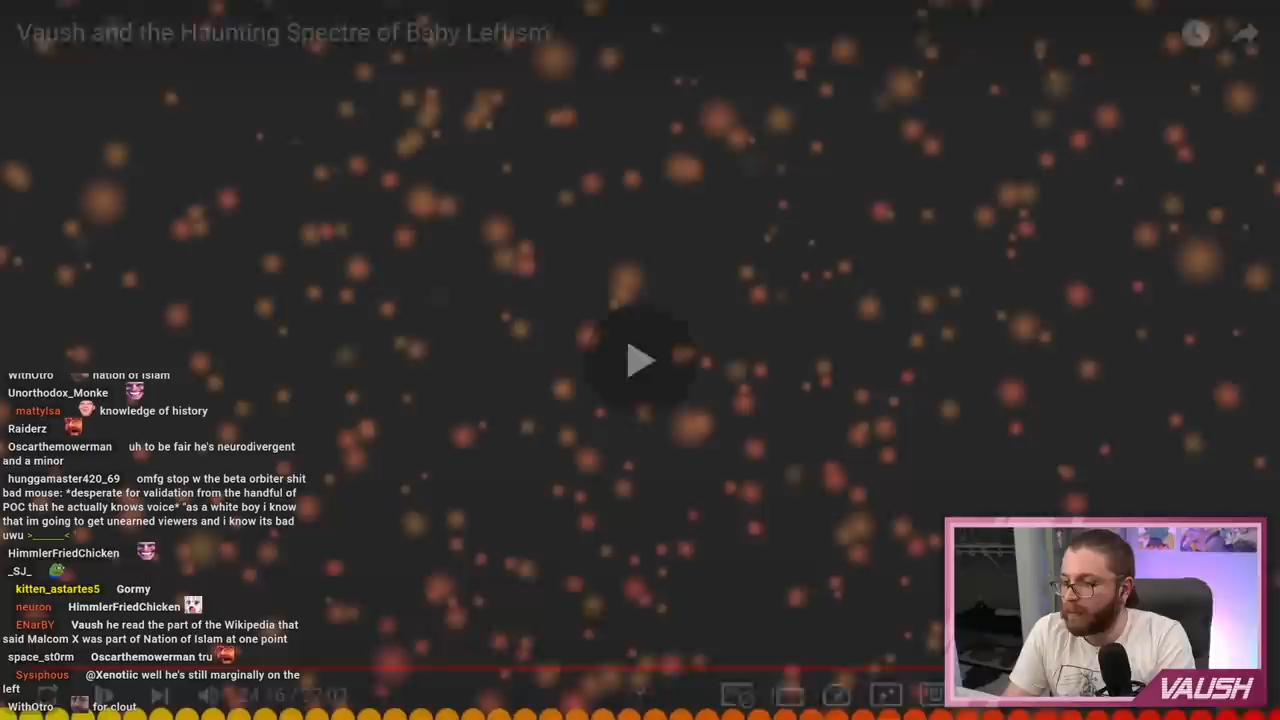 Vaush and the Haunting Spectre of Baby Leftism
WithOtro nation of islam
Unorthodox_Monke
mattylsa knowledge of history
Raiderz
Oscarthemowerman uh to be fair he's neurodivergent
and a minor
hunggamaster420_69 omfg stop w the beta orbiter shit
bad mouse: *desperate for validation from the handful of
POC that he actually knows voice* "as a white boy i know
that im going to get unearned viewers and i know its bad
uwu >_____<
HimmlerFriedChicken
_SJ_
kitten_astartes5 Gormy
neuron HimmlerFriedChicken
ENarBY Vaush he read the part of the Wikipedia that
said Malcom X was part of Nation of Islam at one point
space_st0rm Oscarthemowerman tru
Sysiphous @Xenotiic well he's still marginally on the
left
WithOtro for clout
VAUSH